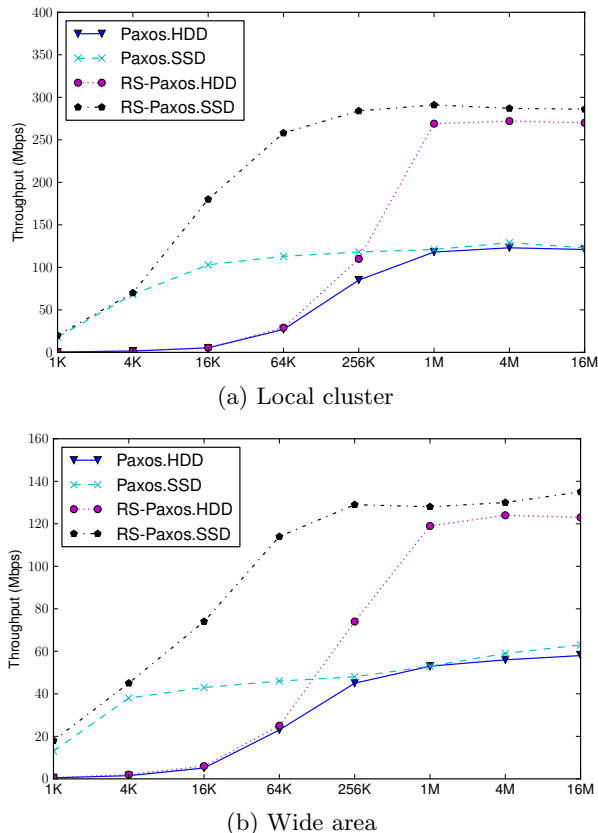 400
350
300
250
200
150
100
50
0
Throughput (Mbps)
Paxos.HDD
Paxos.SSD
RS-Paxos.HDD
RS-Paxos.SSD
1K 4K 16K 64K 256K 1M 4M 16M
(a) Local cluster
160
140
120
100
80
60
40
20
0
Throughput (Mbps)
Paxos.HDD
Paxos.SSD
RS-Paxos.HDD
RS-Paxos.SSD
1K 4K 16K 64K 256K 1M 4M 16M
(b) Wide area